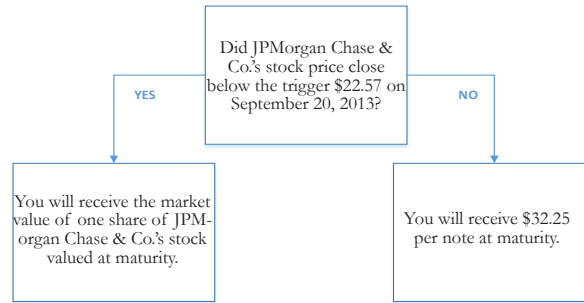 Did JPMorgan Chase &
Co.'s stock price close
below the trigger $22.57 on
September 20, 2013?
YES
NO
You will receive the market
value of one share of JPM-
organ Chase & Co.'s stock
valued at maturity.
You will receive $32.25
per note at maturity.